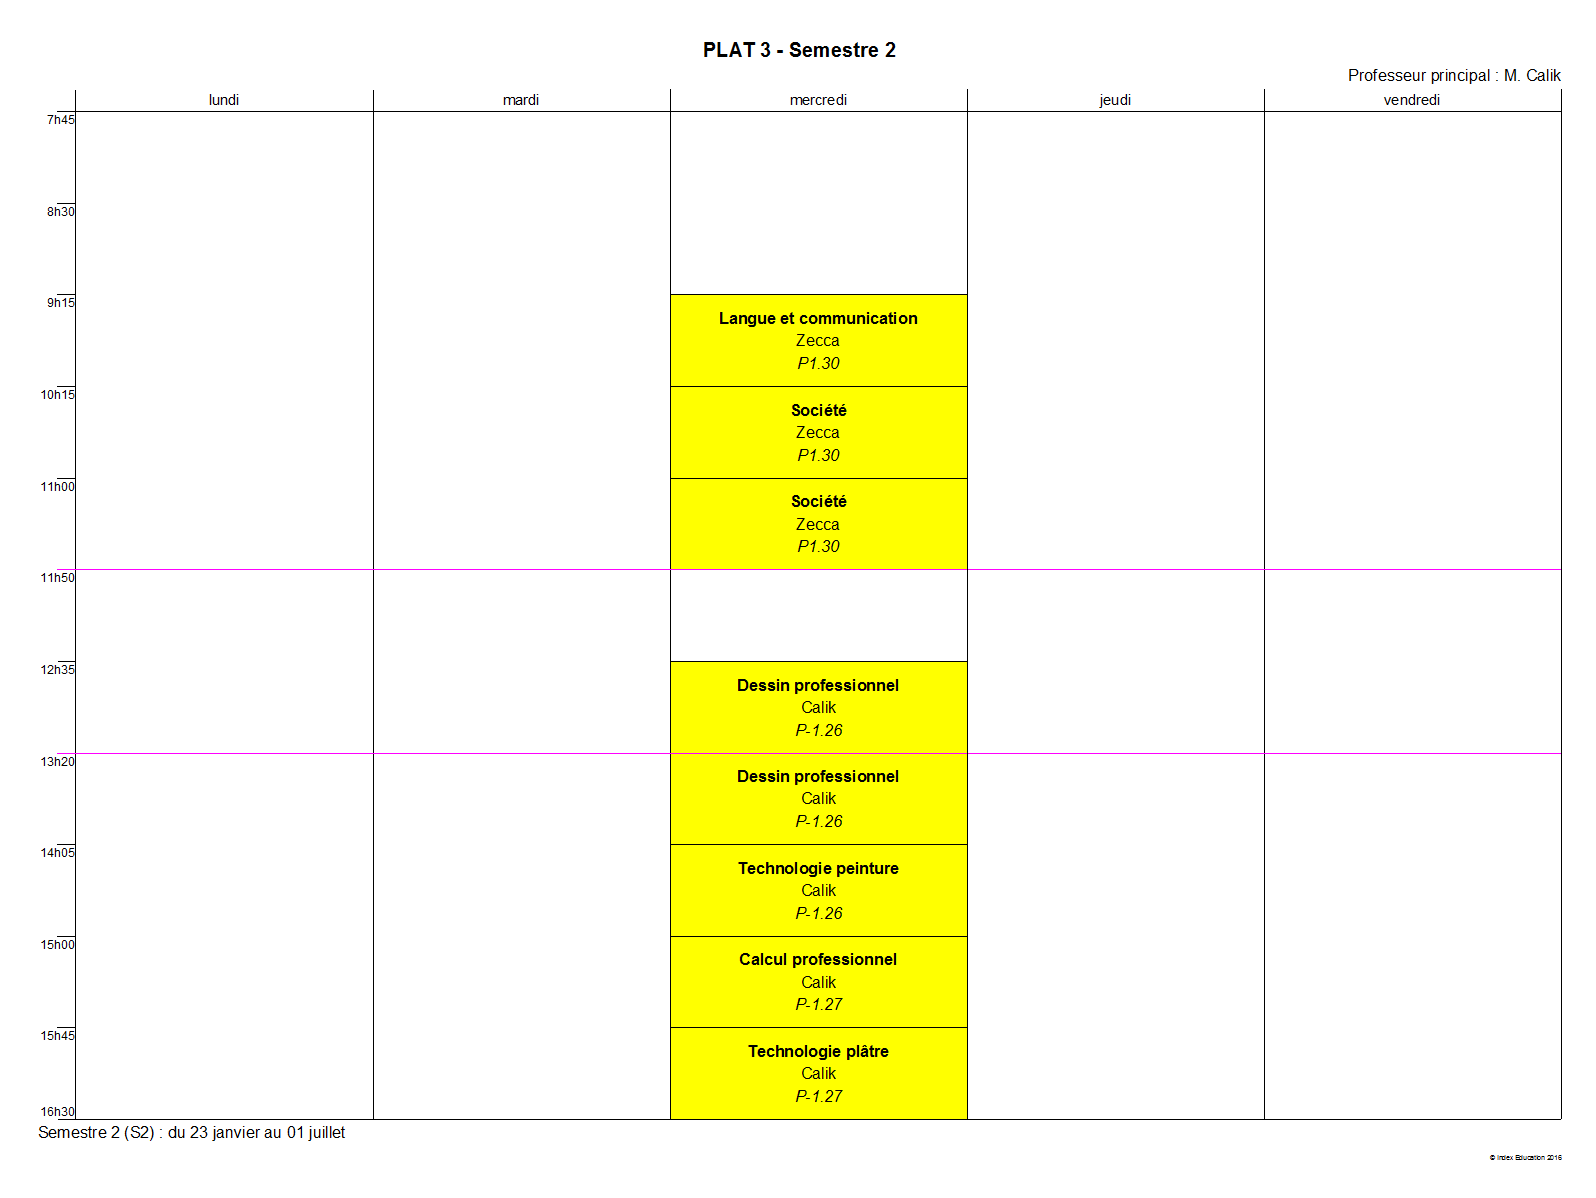 PLAT 3 - Semestre 2
Professeur principal : M. Calik
lundi mardi mercredi jeudi vendredi
7h45
8h30
9h15
Langue et communication
Zecca
P1.30
10h15
Société
Zecca
P1.30
11h00
Société
Zecca
P1.30
11h50
12h35
Dessin professionnel
Calik
P-1.26
13h20
Dessin professionnel
Calik
P-1.26
14h05
Technologie peinture
Calik
P-1.26
15h00
Calcul professionnel
Calik
P-1.27
15h45
Technologie plâtre
Calik
P-1.27
16h30
Semestre 2 (S2) : du 23 janvier au 01 juillet
© Index Education 2016